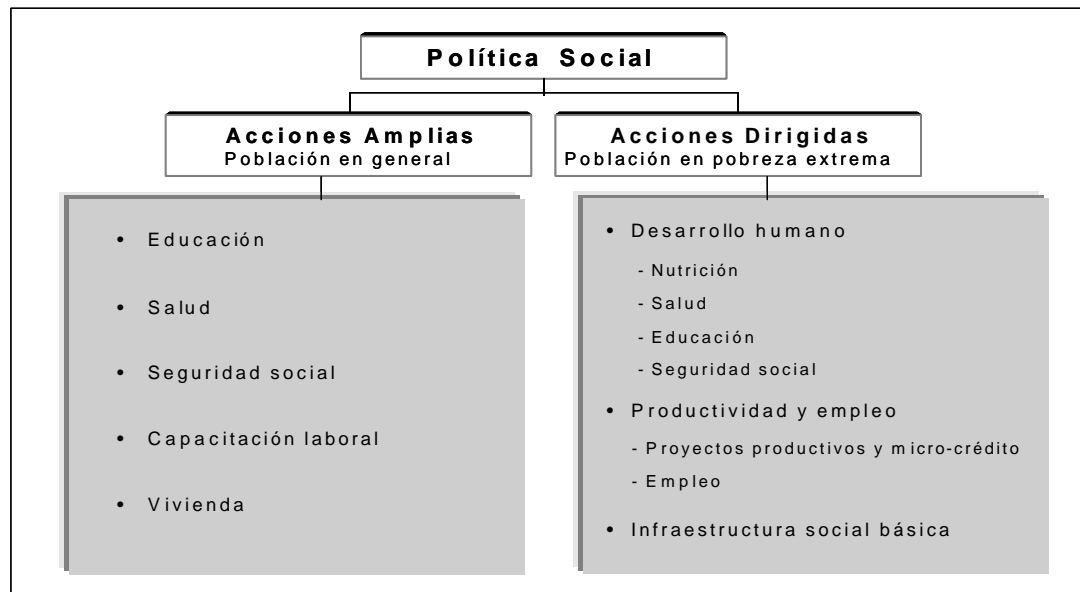 Política Social
Acciones Amplias
Población en general
• Educación
• Salud
• Seguridad social
• Capacitación laboral
• Vivienda
Acciones Dirigidas
Población en pobreza extrema
• Desarrollo humano
- Nutrición
- Salud
- Educación
- Seguridad social
• Productividad y empleo
- Proyectos productivos y micro-crédito
- Empleo
• Infraestructura social básica